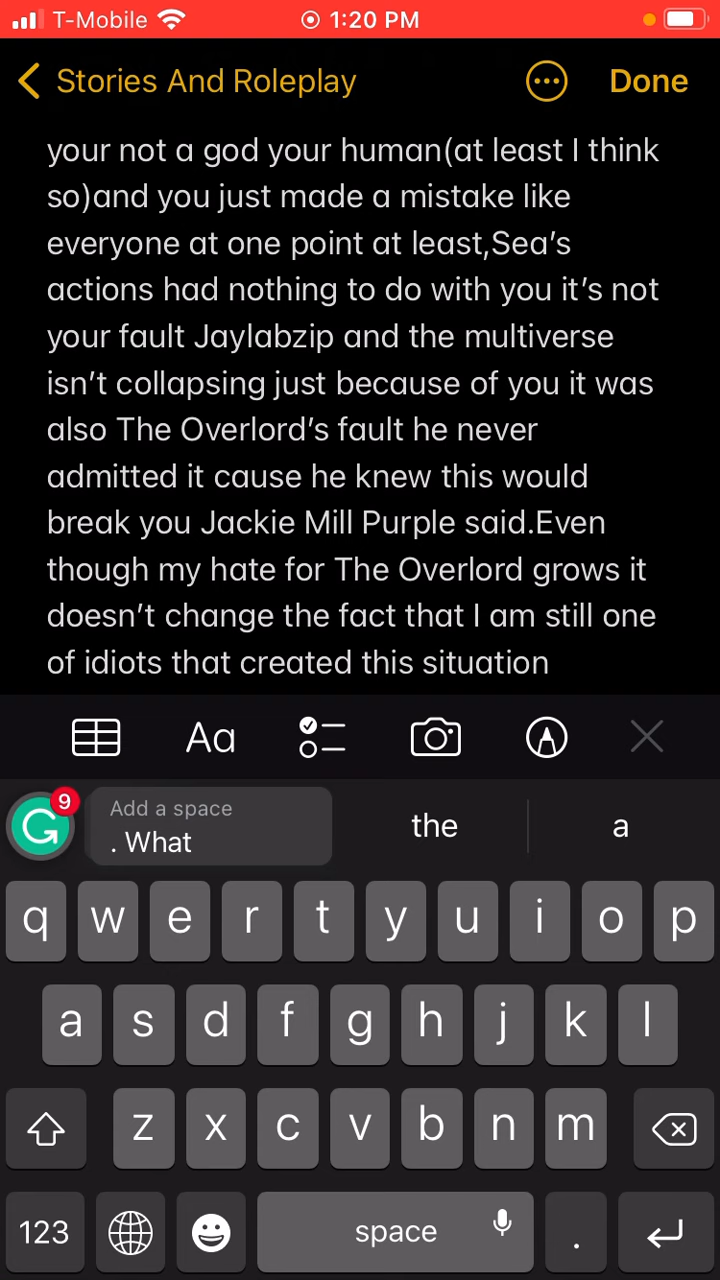 T-Mobile 1:20 PM
Stories And Roleplay Done
your not a god your human(at least I think
so)and you just made a mistake like
everyone at one point at least,Sea’s
actions had nothing to do with you it’s not
your fault Jaylabzip and the multiverse
isn’t collapsing just because of you it was
also The Overlord’s fault he never
admitted it cause he knew this would
break you Jackie Mill Purple said.Even
though my hate for The Overlord grows it
doesn’t change the fact that I am still one
of idiots that created this situation
Aa
9
Add a space
. What the a
q w e r t y u i o p
a s d f g h j k l
z x c v b n m
123 space .